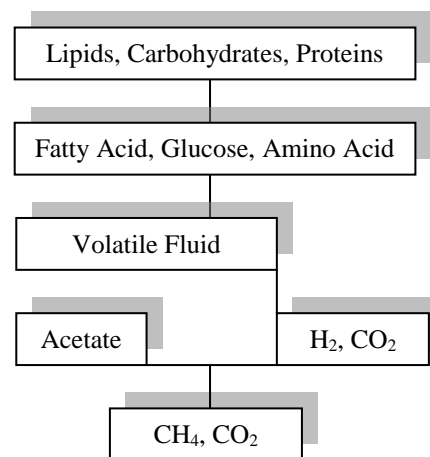 Lipids, Carbohydrates, Proteins
Fatty Acid, Glucose, Amino Acid
Volatile Fluid
Acetate
H₂, CO₂
CH₄, CO₂